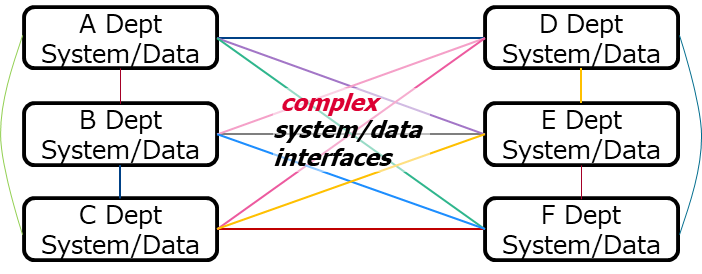 A Dept
System/Data
D Dept
System/Data
complex
system/data
interfaces
B Dept
System/Data
E Dept
System/Data
C Dept
System/Data
F Dept
System/Data